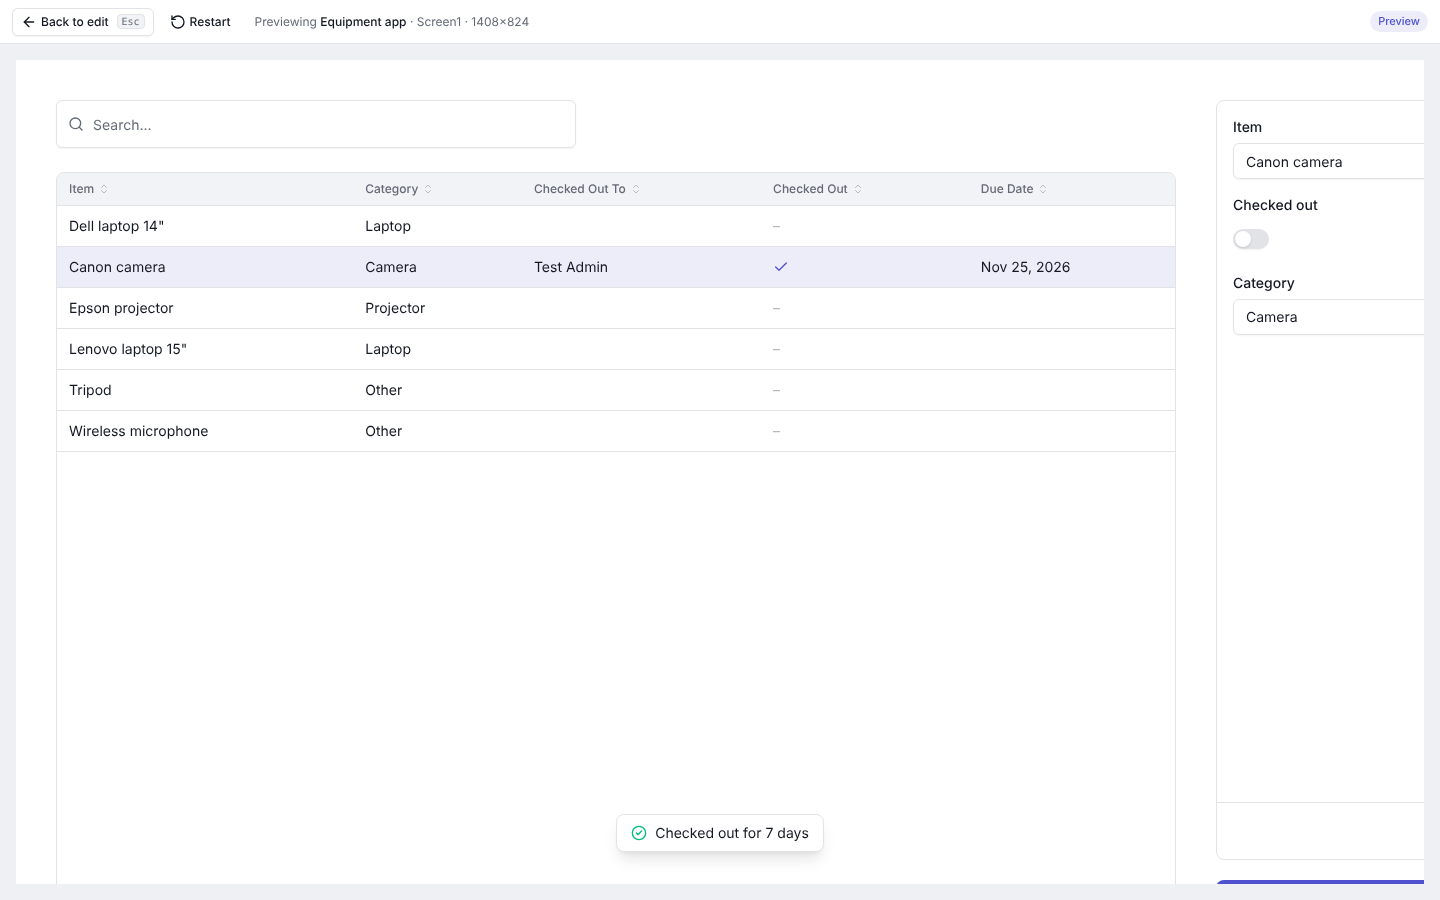 Back to edit Esc Restart Previewing Equipment app · Screen1 · 1408×824 Preview
Search...
Item Category Checked Out To Checked Out Due Date
Dell laptop 14" Laptop –
Canon camera Camera Test Admin ✓ Nov 25, 2026
Epson projector Projector –
Lenovo laptop 15" Laptop –
Tripod Other –
Wireless microphone Other –
Item
Canon camera
Checked out
Category
Camera
Checked out for 7 days